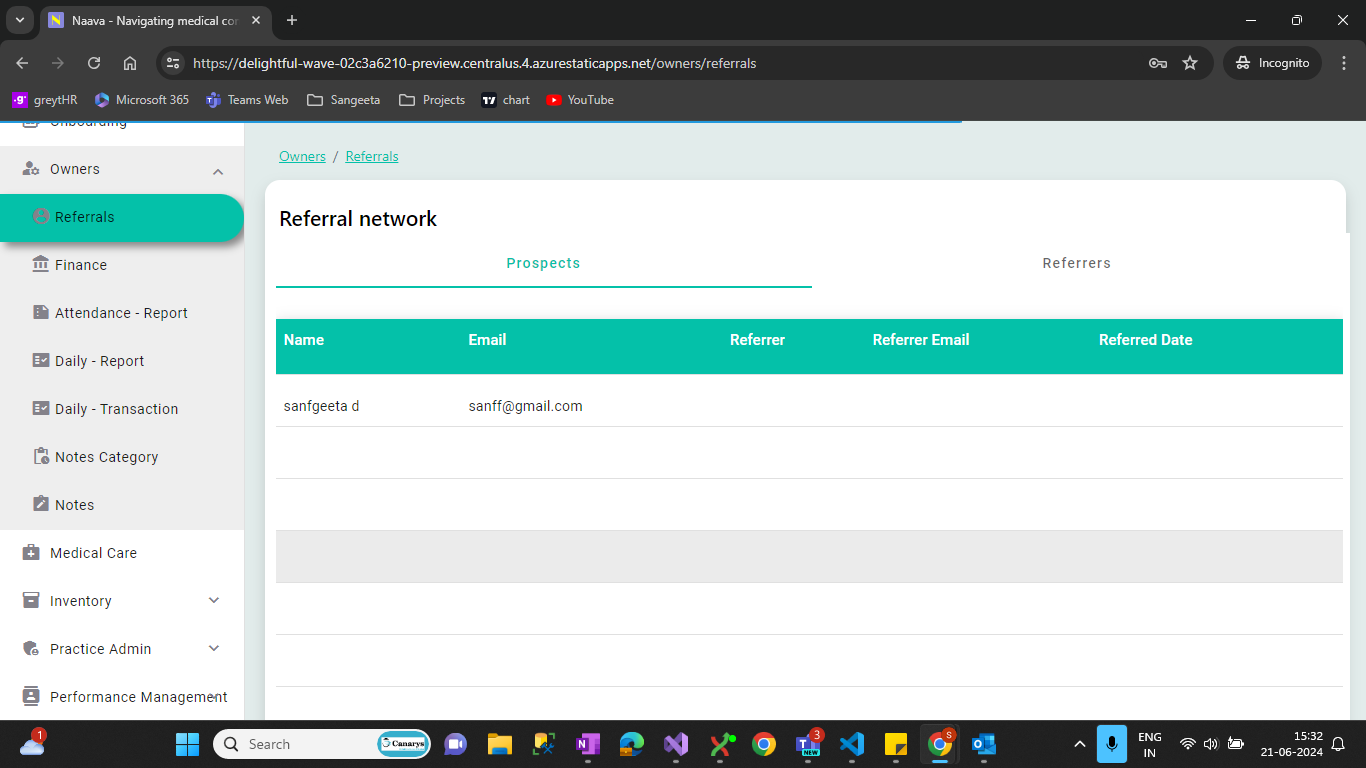 Naava - Navigating medical cor
https://delightful-wave-02c3a6210-preview.centralus.4.azurestaticapps.net/owners/referrals
Incognito
greytHR
Microsoft 365
Teams Web
Sangeeta
Projects
chart
YouTube
Onboarding
Owners
Referrals
Finance
Attendance - Report
Daily - Report
Daily - Transaction
Notes Category
Notes
Medical Care
Inventory
Practice Admin
Performance Management
Owners / Referrals
Referral network
Prospects Referrers
Name Email Referrer Referrer Email Referred Date
sanfgeeta d sanff@gmail.com
1
Search
Canarys
3
NEW
S
ENG
IN
15:32
21-06-2024